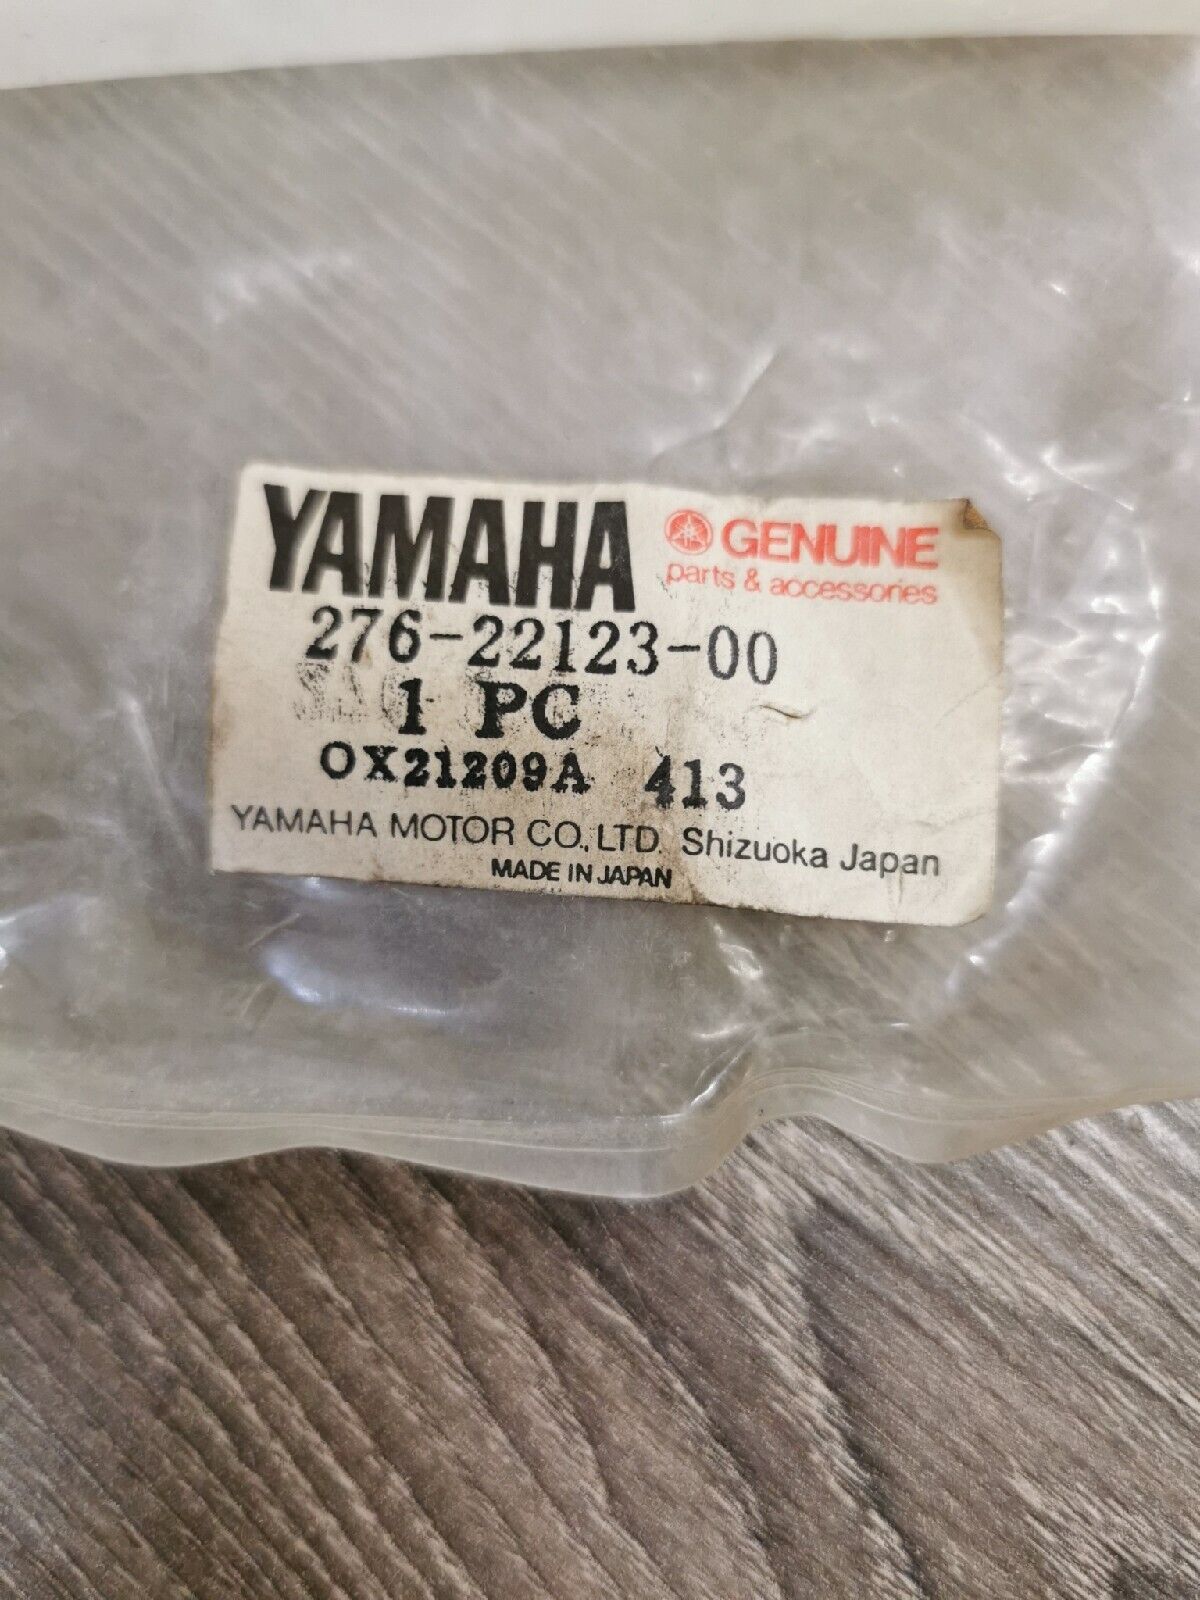 YAMAHA GENUINE
parts & accessories
276-22123-00
1 PC
OX21209A 413
YAMAHA MOTOR CO., LTD. Shizuoka Japan
MADE IN JAPAN